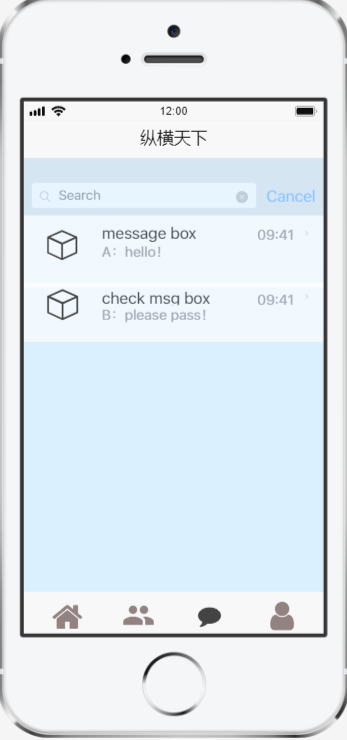 12:00
纵横天下
Search
Cancel
message box
09:41
A：hello!
check msg box
09:41
B：please pass!